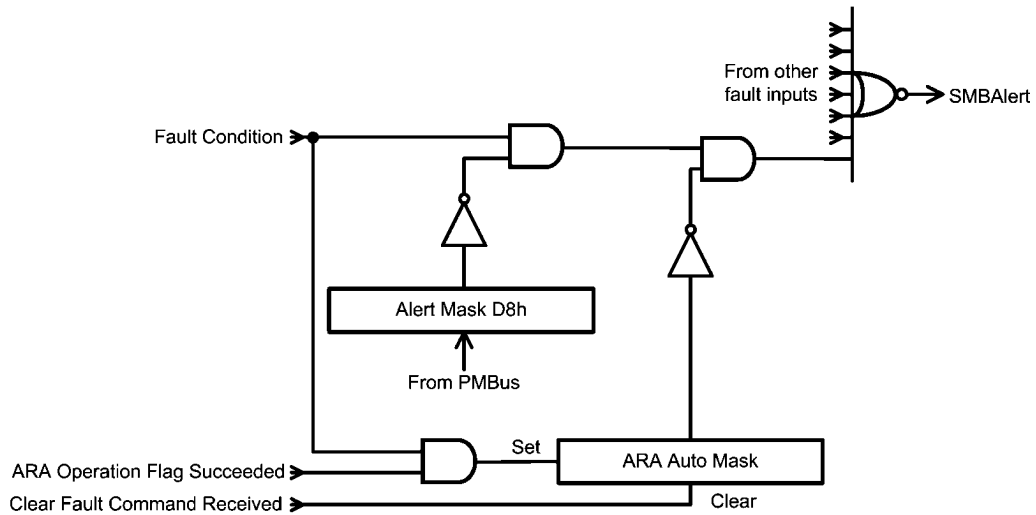 From other
fault inputs
SMBAlert
Fault Condition
Alert Mask D8h
From PMBus
Set
ARA Operation Flag Succeeded
ARA Auto Mask
Clear Fault Command Received
Clear